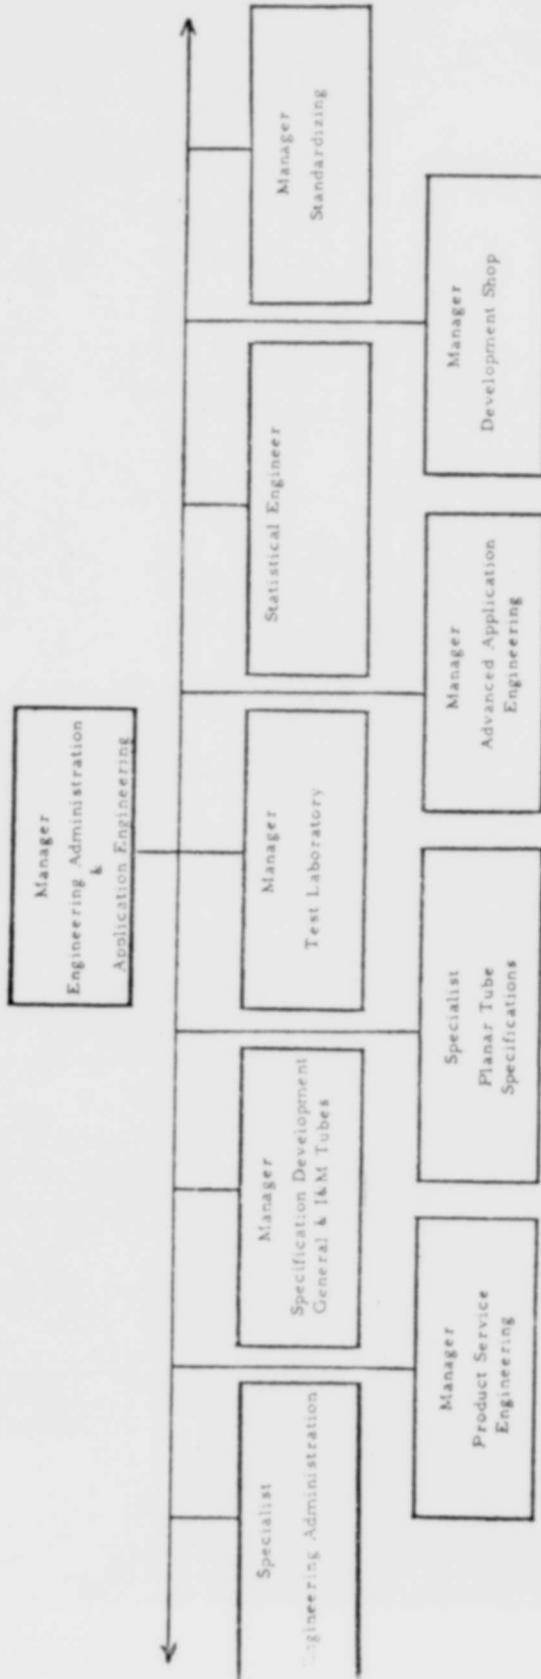 Manager
Engineering Administration
&
Application Engineering
Specialist
Engineering Administration
Manager
Specification Development
General & I&M Tubes
Manager
Test Laboratory
Statistical Engineer
Manager
Standardizing
Manager
Product Service
Engineering
Specialist
Planar Tube
Specifications
Manager
Advanced Application
Engineering
Manager
Development Shop